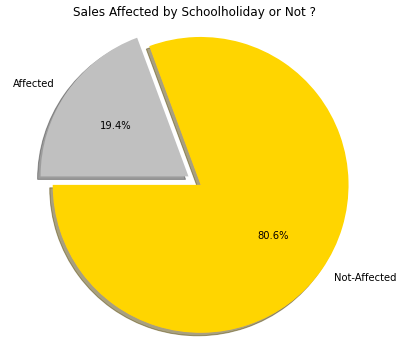 Sales Affected by Schoolholiday or Not ?
Affected
19.4%
80.6%
Not-Affected